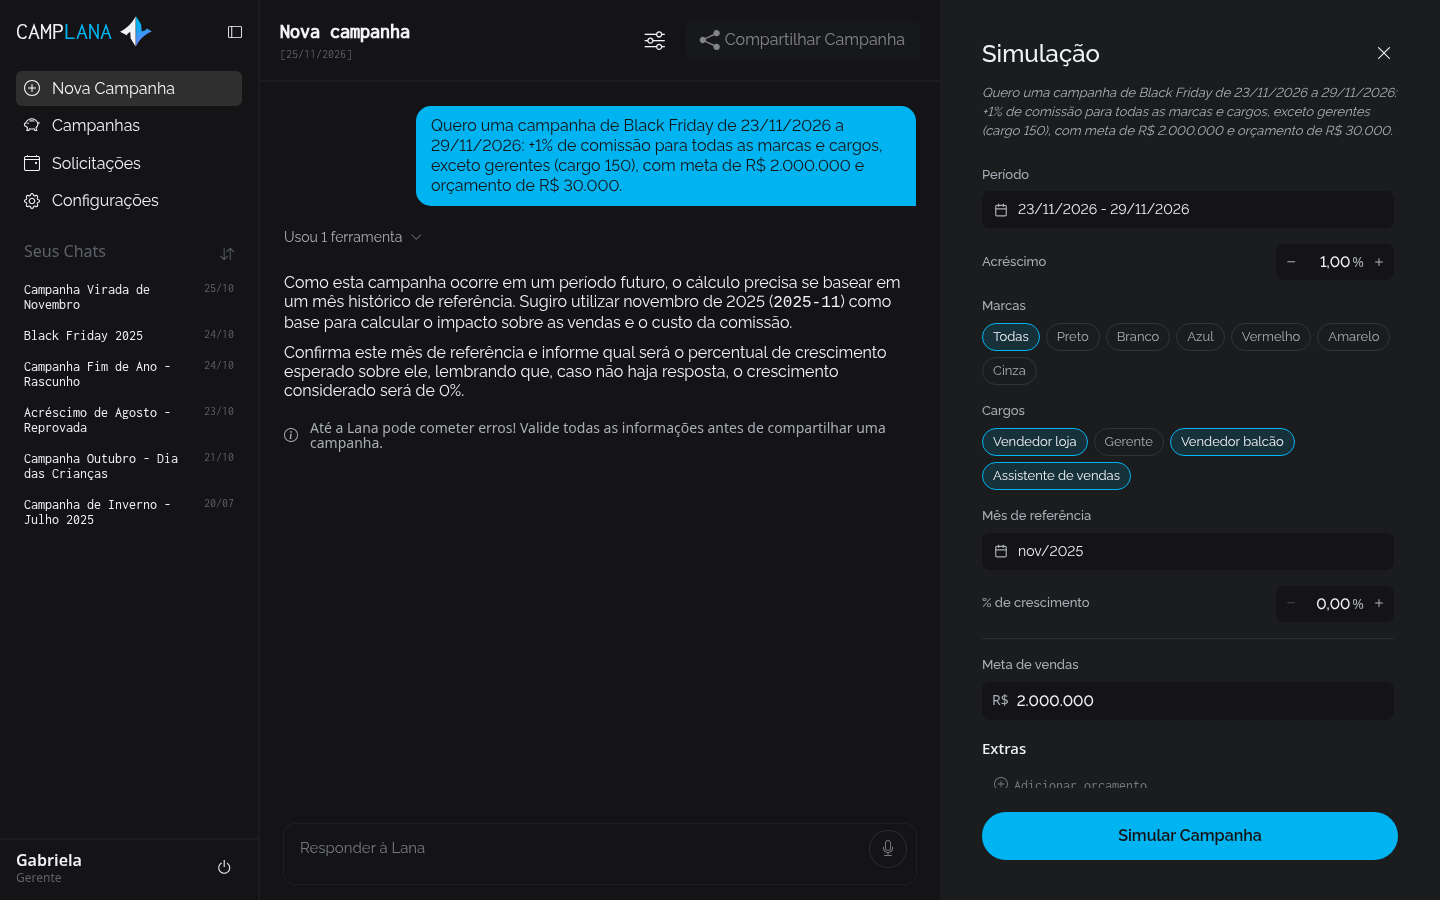 CAMPLANA
Nova Campanha
Campanhas
Solicitações
Configurações
Seus Chats
Campanha Virada de
Novembro
25/10
Black Friday 2025
24/10
Campanha Fim de Ano -
Rascunho
24/10
Acréscimo de Agosto -
Reprovada
23/10
Campanha Outubro - Dia
das Crianças
21/10
Campanha de Inverno -
Julho 2025
20/07
Gabriela
Gerente
Nova campanha
[25/11/2026]
Compartilhar Campanha
Quero uma campanha de Black Friday de 23/11/2026 a
29/11/2026: +1% de comissão para todas as marcas e cargos,
exceto gerentes (cargo 150), com meta de R$ 2.000.000 e
orçamento de R$ 30.000.
Usou 1 ferramenta
Como esta campanha ocorre em um período futuro, o cálculo precisa se basear em
um mês histórico de referência. Sugiro utilizar novembro de 2025 (2025-11) como
base para calcular o impacto sobre as vendas e o custo da comissão.
Confirma este mês de referência e informe qual será o percentual de crescimento
esperado sobre ele, lembrando que, caso não haja resposta, o crescimento
considerado será de 0%.
Até a Lana pode cometer erros! Valide todas as informações antes de compartilhar uma
campanha.
Responder à Lana
Simulação
Quero uma campanha de Black Friday de 23/11/2026 a 29/11/2026:
+1% de comissão para todas as marcas e cargos, exceto gerentes
(cargo 150), com meta de R$ 2.000.000 e orçamento de R$ 30.000.
Período
23/11/2026 - 29/11/2026
Acréscimo
− 1,00 % +
Marcas
Todas Preto Branco Azul Vermelho Amarelo
Cinza
Cargos
Vendedor loja Gerente Vendedor balcão
Assistente de vendas
Mês de referência
nov/2025
% de crescimento
− 0,00 % +
Meta de vendas
R$ 2.000.000
Extras
Adicionar orçamento
Simular Campanha